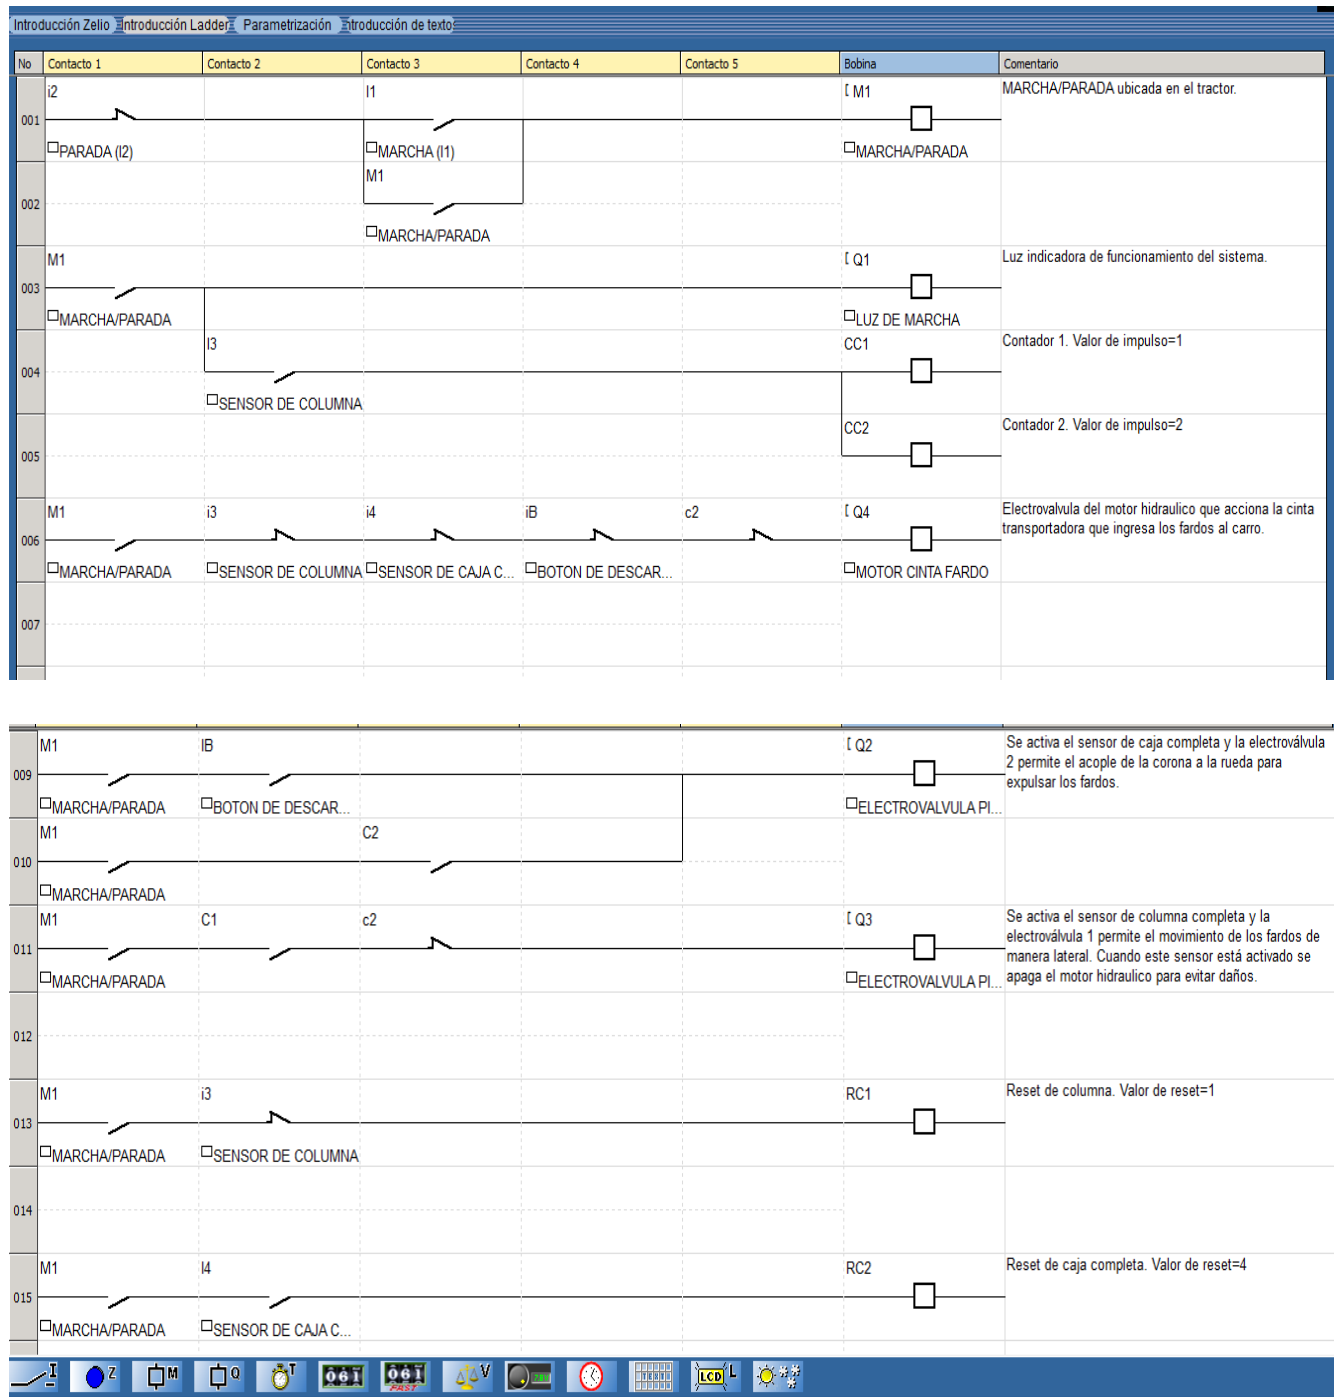 Introducción Zelio
Introducción Ladder
Parametrización
Introducción de textos
No Contacto 1 Contacto 2 Contacto 3 Contacto 4 Contacto 5 Bobina Comentario
i2 I1 [ M1 MARCHA/PARADA ubicada en el tractor.
001
PARADA (I2) MARCHA (I1) MARCHA/PARADA
M1
002
MARCHA/PARADA
M1 [ Q1 Luz indicadora de funcionamiento del sistema.
003
MARCHA/PARADA LUZ DE MARCHA
I3 CC1 Contador 1. Valor de impulso=1
004
SENSOR DE COLUMNA
CC2 Contador 2. Valor de impulso=2
005
M1 i3 i4 iB c2 [ Q4 Electrovalvula del motor hidraulico que acciona la cinta
006 transportadora que ingresa los fardos al carro.
MARCHA/PARADA SENSOR DE COLUMNA SENSOR DE CAJA C... BOTON DE DESCAR... MOTOR CINTA FARDO
007
M1 IB [ Q2 Se activa el sensor de caja completa y la electroválvula
2 permite el acople de la corona a la rueda para
009 expulsar los fardos.
MARCHA/PARADA BOTON DE DESCAR... ELECTROVALVULA PI...
M1 C2
010
MARCHA/PARADA
M1 C1 c2 [ Q3 Se activa el sensor de columna completa y la
electroválvula 1 permite el movimiento de los fardos de
011 manera lateral. Cuando este sensor está activado se
MARCHA/PARADA ELECTROVALVULA PI... apaga el motor hidraulico para evitar daños.
012
M1 i3 RC1 Reset de columna. Valor de reset=1
013
MARCHA/PARADA SENSOR DE COLUMNA
014
M1 I4 RC2 Reset de caja completa. Valor de reset=4
015
MARCHA/PARADA SENSOR DE CAJA C...
I Z M Q T 061 061 FAST V TEXTS LCD L